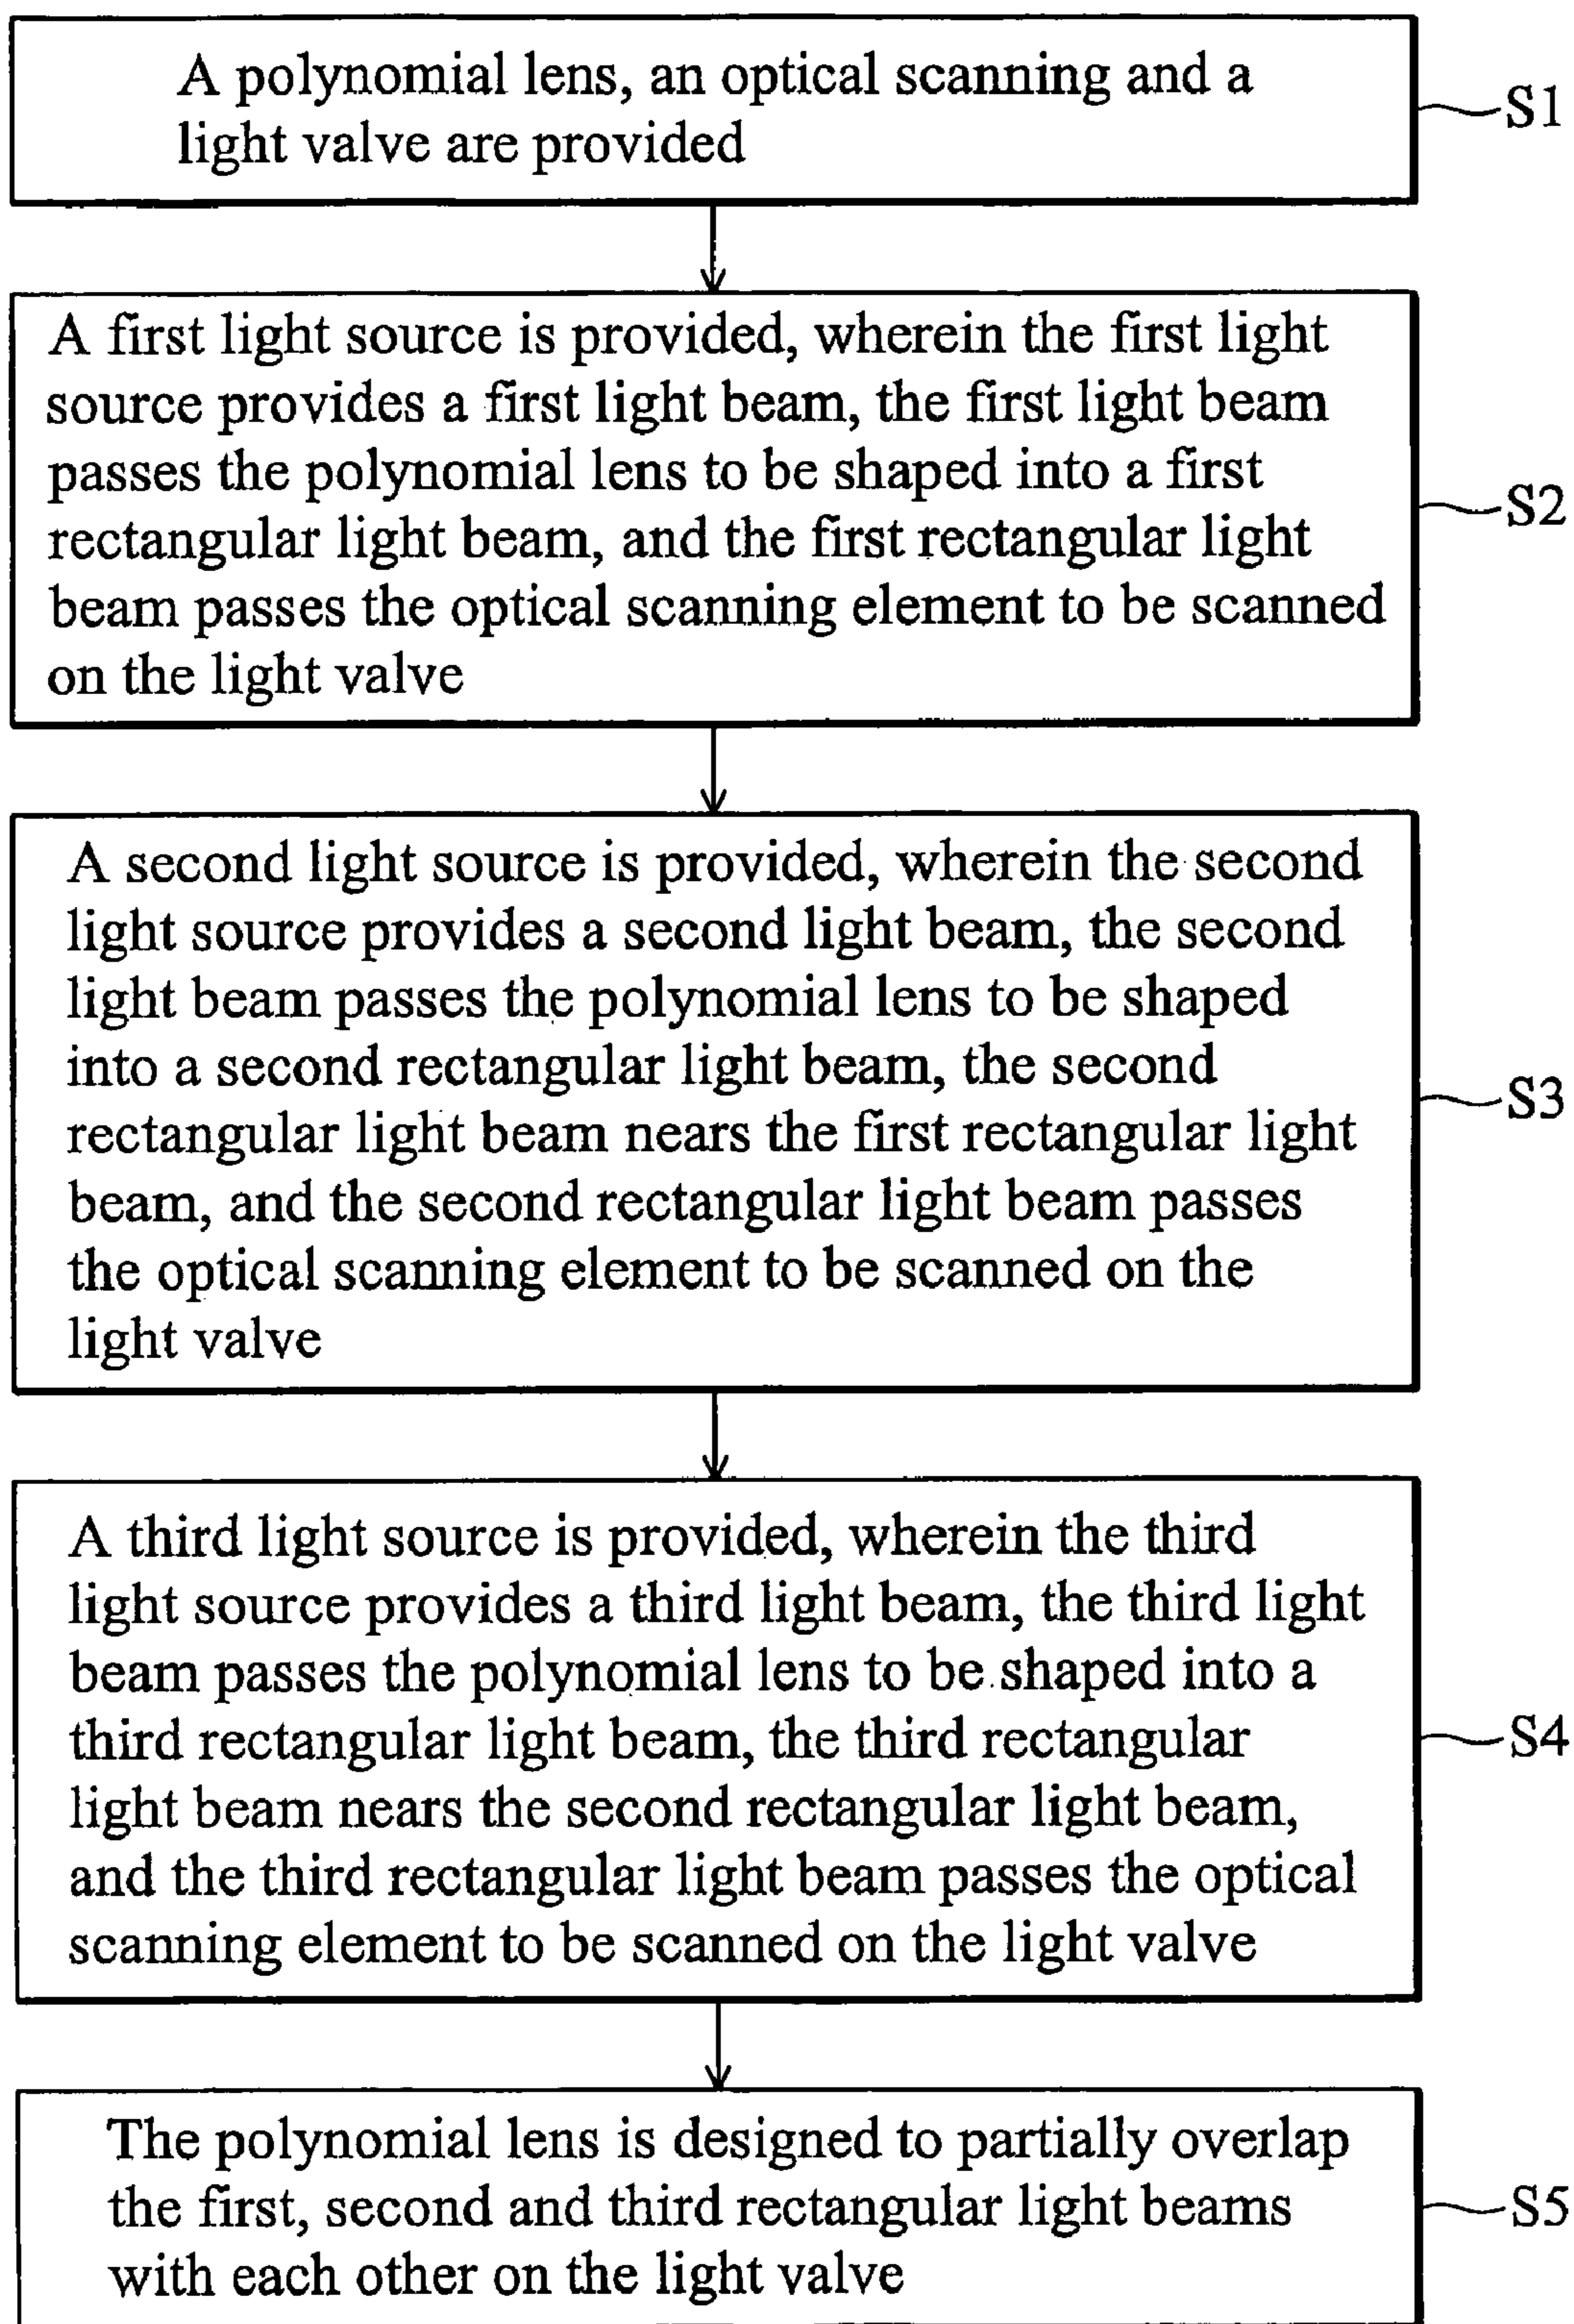 A polynomial lens, an optical scanning and a
light valve are provided
S1
A first light source is provided, wherein the first light
source provides a first light beam, the first light beam
passes the polynomial lens to be shaped into a first
rectangular light beam, and the first rectangular light
beam passes the optical scanning element to be scanned
on the light valve
S2
A second light source is provided, wherein the second
light source provides a second light beam, the second
light beam passes the polynomial lens to be shaped
into a second rectangular light beam, the second
rectangular light beam nears the first rectangular light
beam, and the second rectangular light beam passes
the optical scanning element to be scanned on the
light valve
S3
A third light source is provided, wherein the third
light source provides a third light beam, the third light
beam passes the polynomial lens to be shaped into a
third rectangular light beam, the third rectangular
light beam nears the second rectangular light beam,
and the third rectangular light beam passes the optical
scanning element to be scanned on the light valve
S4
The polynomial lens is designed to partially overlap
the first, second and third rectangular light beams
with each other on the light valve
S5